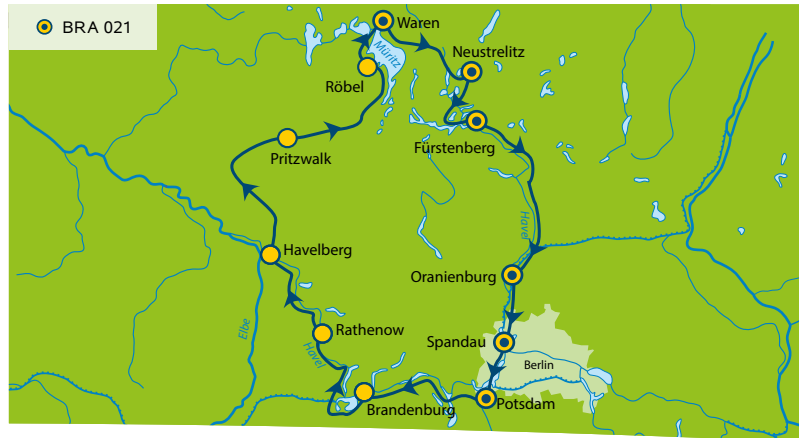 BRA 021
Waren
Müritz
Neustrelitz
Röbel
Fürstenberg
Pritzwalk
Havel
Havelberg
Oranienburg
Elbe
Rathenow
Spandau
Havel
Berlin
Brandenburg
Potsdam